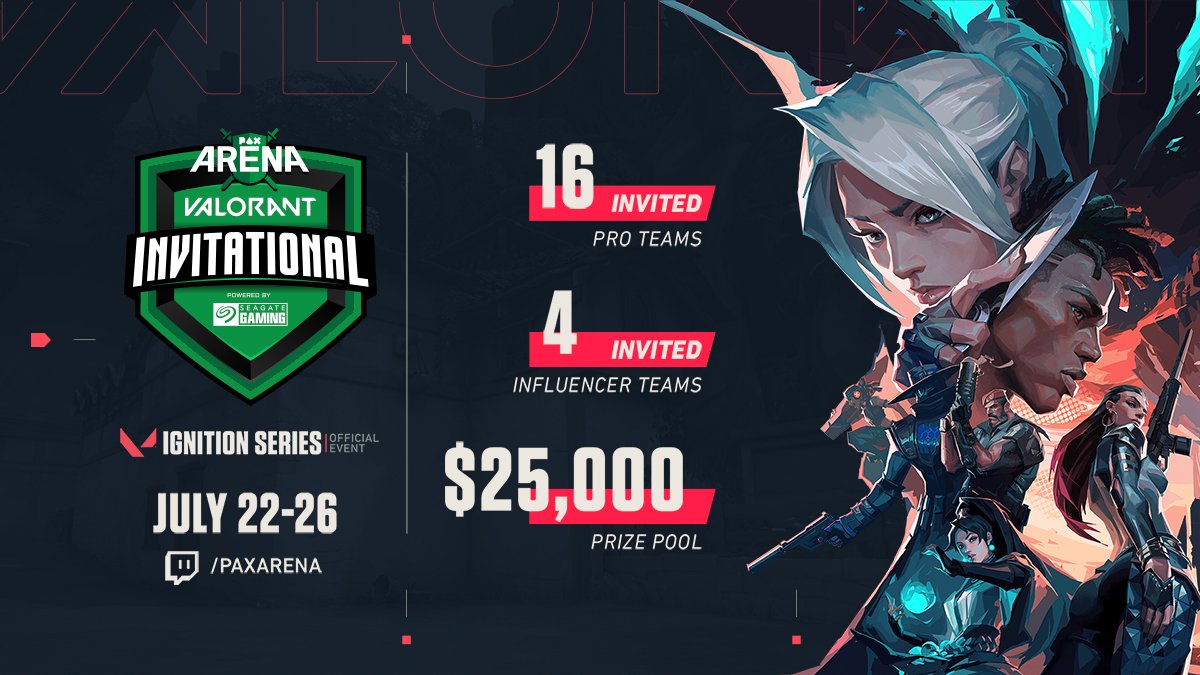 VALORANT
PAX
ARENA
VALORANT
INVITATIONAL
POWERED BY
SEAGATE
GAMING
IGNITION SERIES
OFFICIAL
EVENT
JULY 22-26
/PAXARENA
16
INVITED
PRO TEAMS
4
INVITED
INFLUENCER TEAMS
$25,000
PRIZE POOL